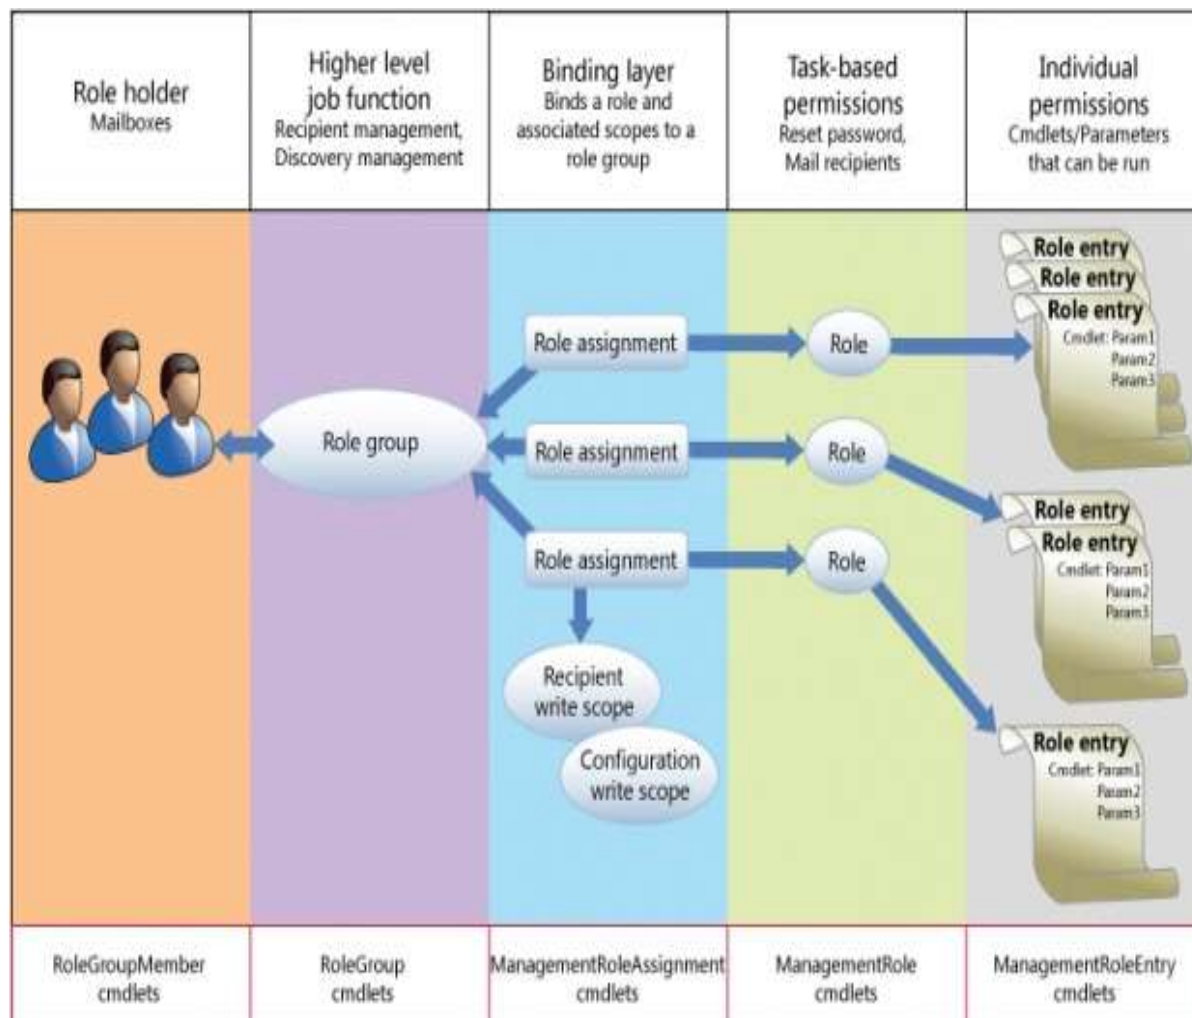 Role holder
Mailboxes
Higher level
job function
Recipient management,
Discovery management
Binding layer
Binds a role and
associated scopes to a
role group
Task-based
permissions
Reset password,
Mail recipients
Individual
permissions
Cmdlets/Parameters
that can be run
Role group
Role assignment
Role
Role entry
Role entry
Role entry
Cmdlet: Param1
Param2
Param3
Role assignment
Role
Role entry
Role entry
Cmdlet: Param1
Param2
Param3
Role assignment
Role
Recipient
write scope
Configuration
write scope
Role entry
Cmdlet: Param1
Param2
Param3
RoleGroupMember
cmdlets
RoleGroup
cmdlets
ManagementRoleAssignment
cmdlets
ManagementRole
cmdlets
ManagementRoleEntry
cmdlets